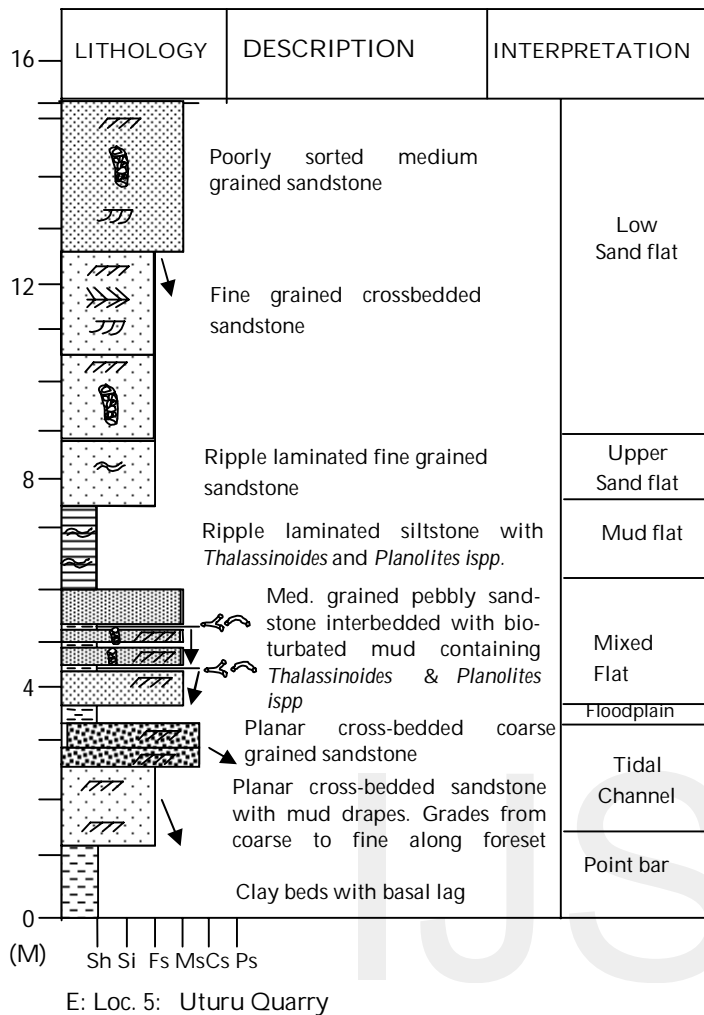 LITHOLOGY DESCRIPTION INTERPRETATION
16
Poorly sorted medium
grained sandstone
Low
Sand flat
12
Fine grained crossbedded
sandstone
Ripple laminated fine grained
sandstone
Upper
Sand flat
8
Ripple laminated siltstone with
Thalassinoides and Planolites ispp.
Mud flat
Med. grained pebbly sand-
stone interbedded with bio-
turbated mud containing
Thalassinoides & Planolites
ispp
Mixed
Flat
4
Floodplain
Planar cross-bedded coarse
grained sandstone
Tidal
Channel
Planar cross-bedded sandstone
with mud drapes. Grades from
coarse to fine along foreset
Point bar
Clay beds with basal lag
0
(M)
Sh Si Fs Ms Cs Ps
E: Loc. 5: Uturu Quarry
IJS